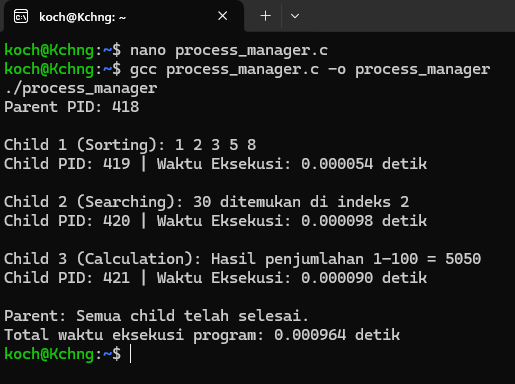 koch@Kchng: ~
koch@Kchng:~$ nano process_manager.c
koch@Kchng:~$ gcc process_manager.c -o process_manager
./process_manager
Parent PID: 418
Child 1 (Sorting): 1 2 3 5 8
Child PID: 419 | Waktu Eksekusi: 0.000054 detik
Child 2 (Searching): 30 ditemukan di indeks 2
Child PID: 420 | Waktu Eksekusi: 0.000098 detik
Child 3 (Calculation): Hasil penjumlahan 1-100 = 5050
Child PID: 421 | Waktu Eksekusi: 0.000090 detik
Parent: Semua child telah selesai.
Total waktu eksekusi program: 0.000964 detik
koch@Kchng:~$